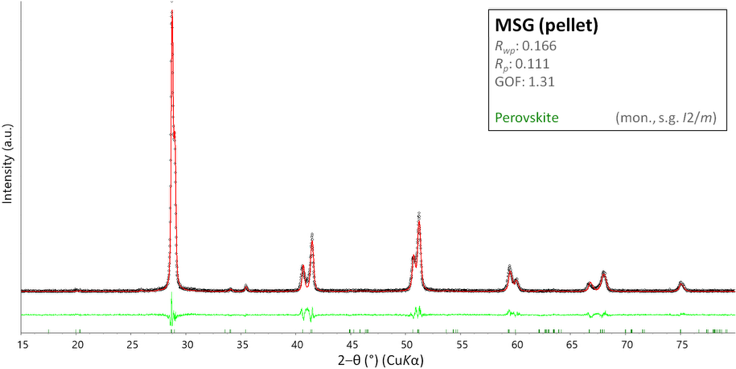 MSG (pellet)
Rwp: 0.166
Rp: 0.111
GOF: 1.31
Perovskite (mon., s.g. I2/m)
Intensity (a.u.)
15 20 25 30 35 40 45 50 55 60 65 70 75
2–θ (°) (CuKα)